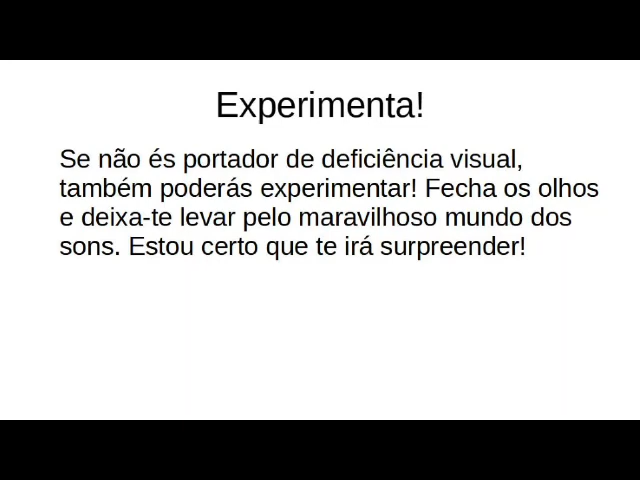 Experimenta!
Se não és portador de deficiência visual,
também poderás experimentar! Fecha os olhos
e deixa-te levar pelo maravilhoso mundo dos
sons. Estou certo que te irá surpreender!